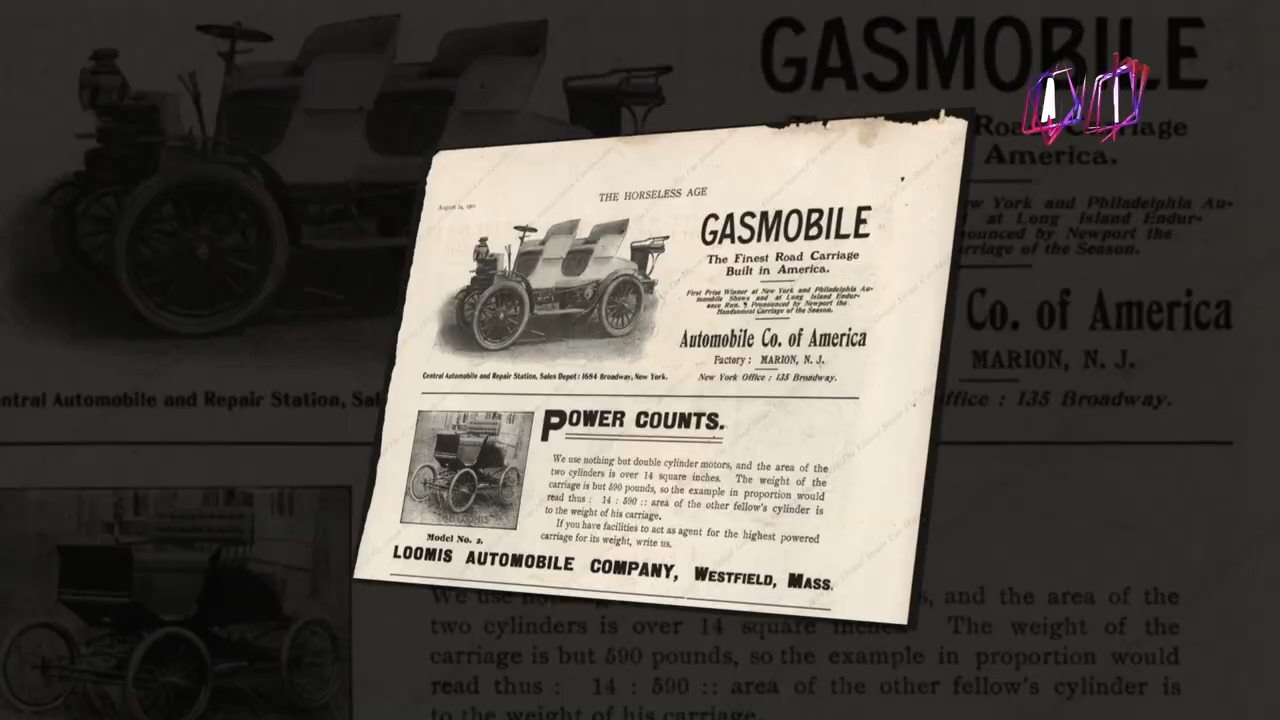 August 14, 1901
THE HORSELESS AGE
GASMOBILE
The Finest Road Carriage
Built in America.
First Prize Winner at New York and Philadelphia Au-
tomobile Shows and at Long Island Endur-
ance Run. ¶ Pronounced by Newport the
Handsomest Carriage of the Season.
Automobile Co. of America
Factory : MARION, N. J.
New York Office : 135 Broadway.
Central Automobile and Repair Station, Sales Depot: 1684 Broadway, New York.
POWER COUNTS.
We use nothing but double cylinder motors, and the area of the
two cylinders is over 14 square inches. The weight of the
carriage is but 590 pounds, so the example in proportion would
read thus : 14 : 590 :: area of the other fellow's cylinder is
to the weight of his carriage.
If you have facilities to act as agent for the highest powered
carriage for its weight, write us.
Model No. 2.
LOOMIS AUTOMOBILE COMPANY, WESTFIELD, MASS.
GASMOBILE
America.
w York and Philadelphia Au-
at Long Island Endur-
ounced by Newport the
rriage of the Season.
Co. of America
MARION, N. J.
ffice : 135 Broadway.
ntral Automobile and Repair Station, Sal
We use
s, and the area of the
two cylinders is over 14 square inches. The weight of the
carriage is but 590 pounds, so the example in proportion would
read thus : 14 : 590 :: area of the other fellow's cylinder is
to the weight of his carriage.